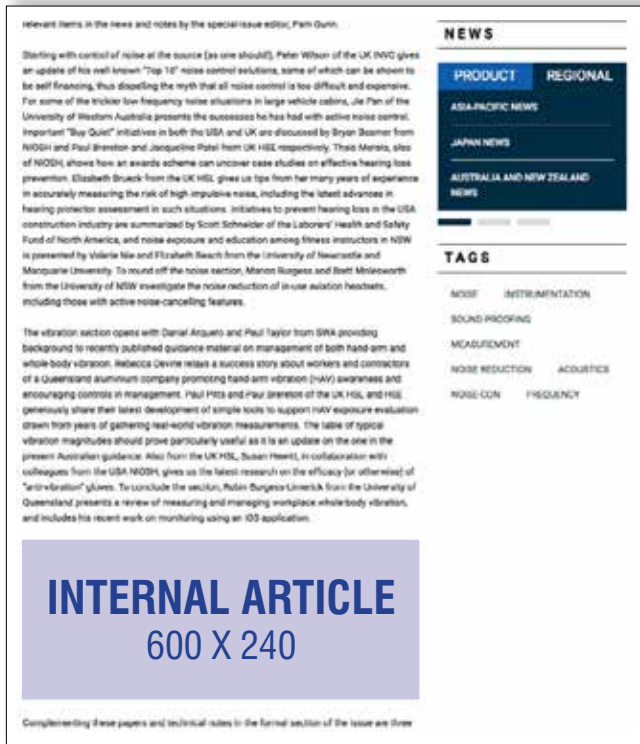 relevant items in the news and notes by the special issue editor, Pam Gunn.
Starting with control of noise at the source (as one should!), Peter Wilson of the UK INVC gives
an update of his well known "Top 10" noise control solutions, some of which can be shown to
be self financing, thus dispelling the myth that all noise control is too difficult and expensive.
For some of the trickier low frequency noise situations in large vehicle cabins, Jie Pan of the
University of Western Australia presents the successes he has had with active noise control.
Important "Buy Quiet" initiatives in both the USA and UK are discussed by Bryan Beamer from
NIOSH and Paul Brereton and Jacqueline Patel from UK HSE respectively. Thais Morata, also
of NIOSH, shows how an awards scheme can uncover case studies on effective hearing loss
prevention. Elizabeth Brueck from the UK HSL gives us tips from her many years of experience
in accurately measuring the risk of high impulsive noise, including the latest advances in
hearing protector assessment in such situations. Initiatives to prevent hearing loss in the USA
construction industry are summarized by Scott Schneider of the Laborers' Health and Safety
Fund of North America, and noise exposure and education among fitness instructors in NSW
is presented by Valerie Nie and Elizabeth Beach from the University of Newcastle and
Macquarie University. To round off the noise section, Marion Burgess and Brett Molesworth
from the University of NSW investigate the noise reduction of in-use aviation headsets,
including those with active noise-cancelling features.
The vibration section opens with Daniel Arqueto and Paul Taylor from SWA providing
background to recently published guidance material on management of both hand-arm and
whole-body vibration. Rebecca Devine relays a success story about workers and contractors
of a Queensland aluminium company promoting hand-arm vibration (HAV) awareness and
encouraging controls in management. Paul Pitts and Paul Brereton of the UK HSL and HSE
generously share their latest development of simple tools to support HAV exposure evaluation
drawn from years of gathering real-world vibration measurements. The table of typical
vibration magnitudes should prove particularly useful as it is an update on the one in the
present Australian guidance. Also from the UK HSL, Susan Hewitt, in collaboration with
colleagues from the USA NIOSH, gives us the latest research on the efficacy (or otherwise) of
"anti-vibration" gloves. To conclude the section, Robin Burgess-Limerick from the University of
Queensland presents a review of measuring and managing workplace whole-body vibration,
and includes his recent work on monitoring using an iOS application.
INTERNAL ARTICLE
600 X 240
Complementing these papers and technical notes in the formal section of the issue are three
NEWS
PRODUCT REGIONAL
ASIA-PACIFIC NEWS
JAPAN NEWS
AUSTRALIA AND NEW ZEALAND
NEWS
TAGS
NOISE INSTRUMENTATION
SOUND PROOFING
MEASUREMENT
NOISE REDUCTION ACOUSTICS
NOISE-CON FREQUENCY